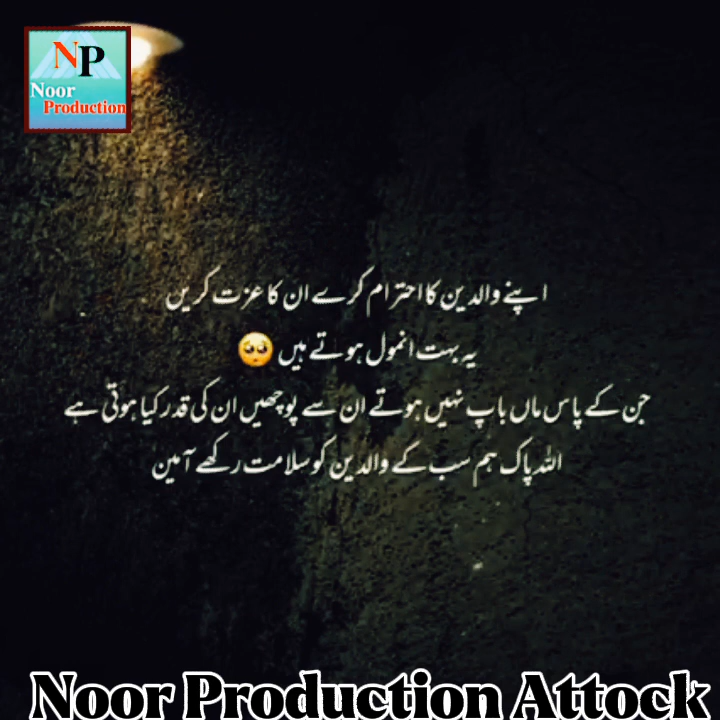 NP
Noor
Production
اپنے والدین کا احترام کرے ان کا عزت کریں
یہ بہت انمول ہوتے ہیں 🥺
جن کے پاس ماں باپ نہیں ہوتے ان سے پوچھیں ان کی قدر کیا ہوتی ہے
اللہ پاک ہم سب کے والدین کو سلامت رکھے آمین
Noor Production Attock